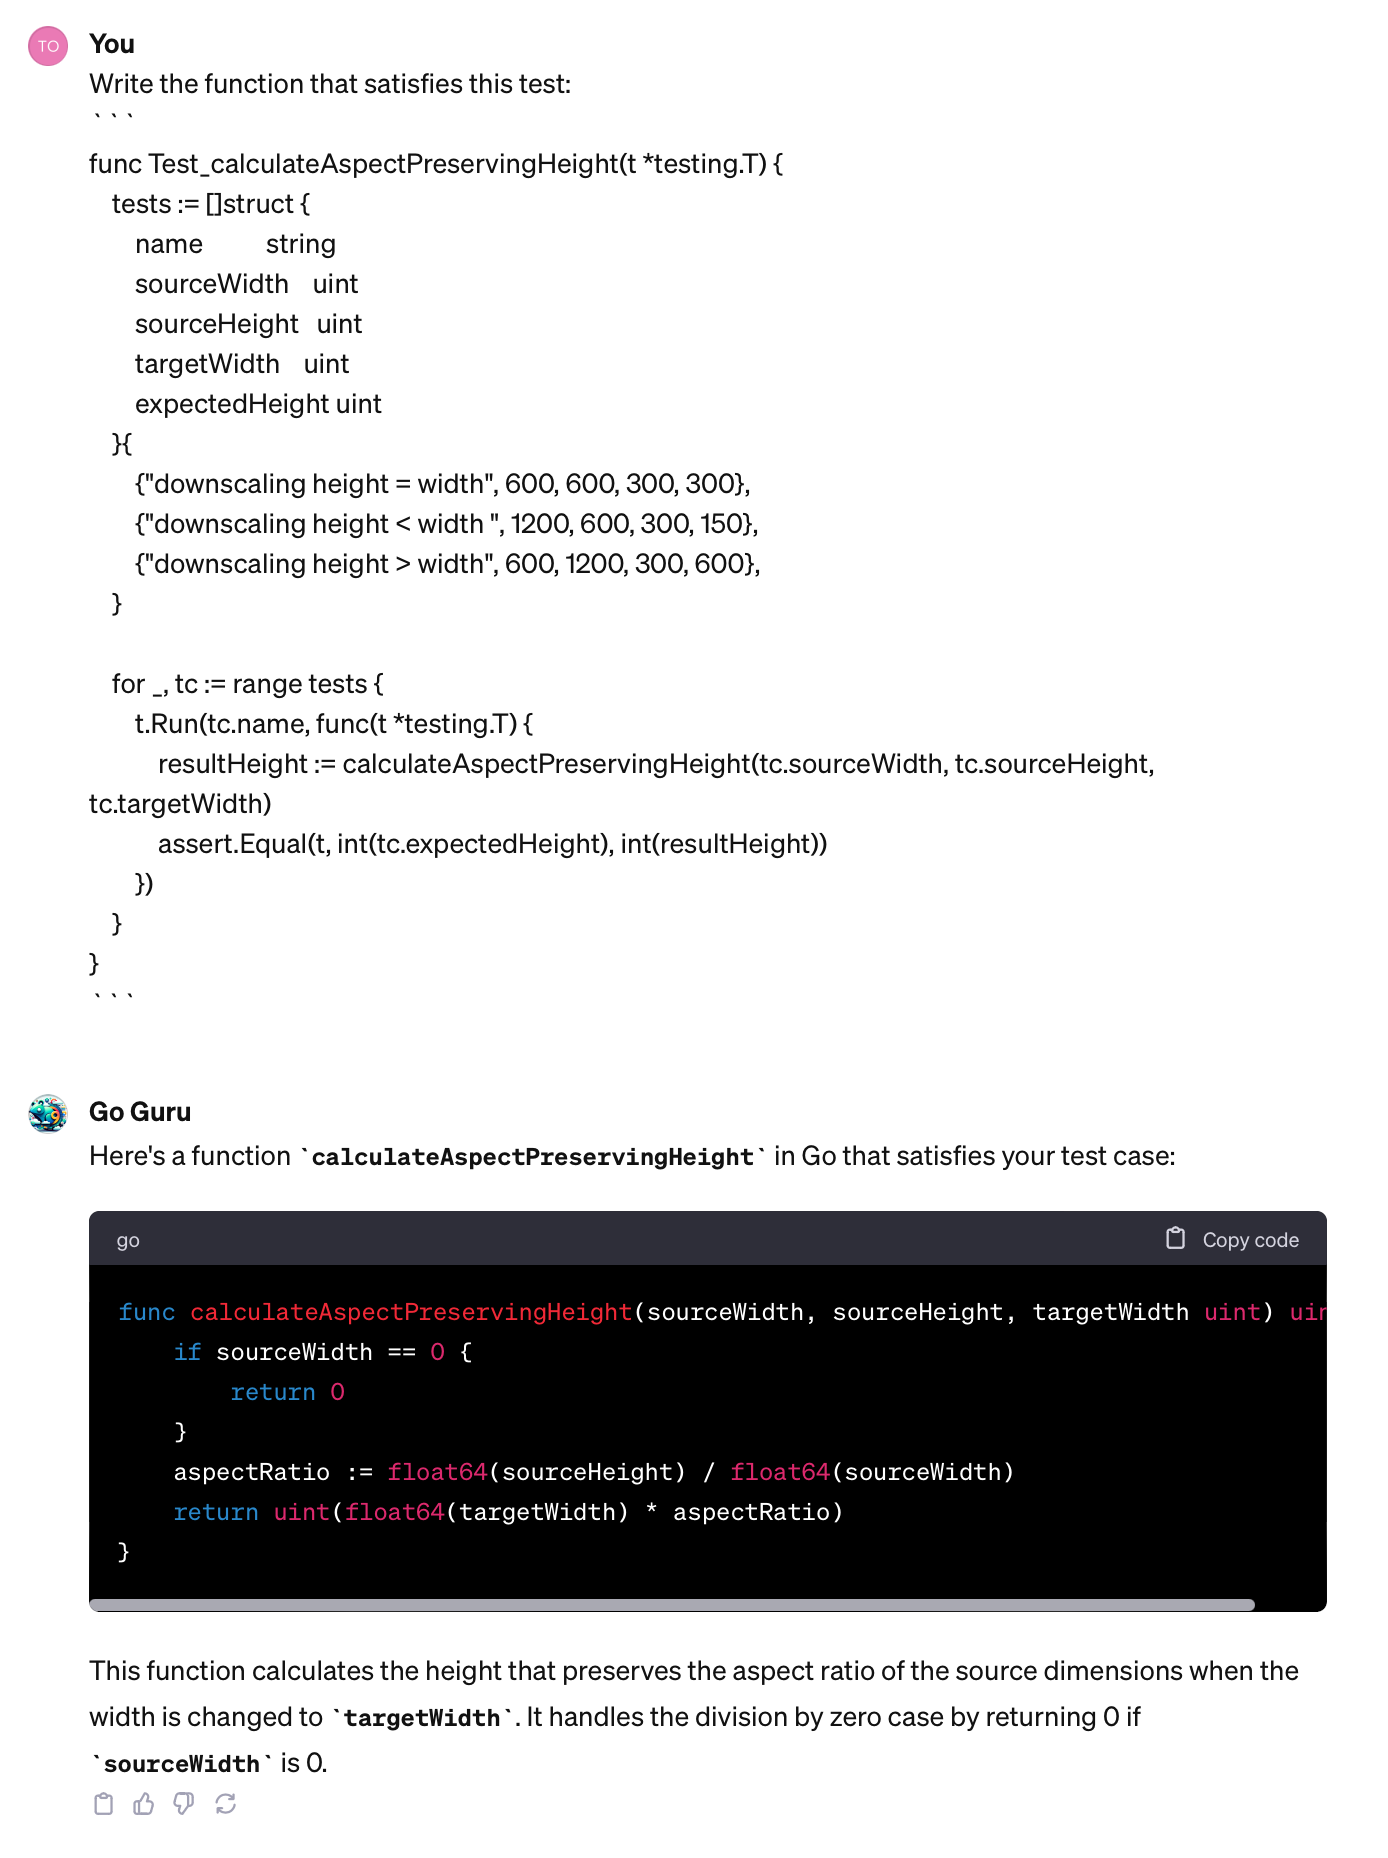 TO
You
Write the function that satisfies this test:
```
func Test_calculateAspectPreservingHeight(t *testing.T) {
    tests := []struct {
        name          string
        sourceWidth    uint
        sourceHeight   uint
        targetWidth    uint
        expectedHeight uint
    }{
        {"downscaling height = width", 600, 600, 300, 300},
        {"downscaling height < width ", 1200, 600, 300, 150},
        {"downscaling height > width", 600, 1200, 300, 600},
    }

    for _, tc := range tests {
        t.Run(tc.name, func(t *testing.T) {
            resultHeight := calculateAspectPreservingHeight(tc.sourceWidth, tc.sourceHeight,
tc.targetWidth)
            assert.Equal(t, int(tc.expectedHeight), int(resultHeight))
        })
    }
}
```
Go Guru
Here's a function `calculateAspectPreservingHeight` in Go that satisfies your test case:
go
Copy code
func calculateAspectPreservingHeight(sourceWidth, sourceHeight, targetWidth uint) uin
    if sourceWidth == 0 {
        return 0
    }
    aspectRatio := float64(sourceHeight) / float64(sourceWidth)
    return uint(float64(targetWidth) * aspectRatio)
}
This function calculates the height that preserves the aspect ratio of the source dimensions when the
width is changed to `targetWidth`. It handles the division by zero case by returning 0 if
`sourceWidth` is 0.